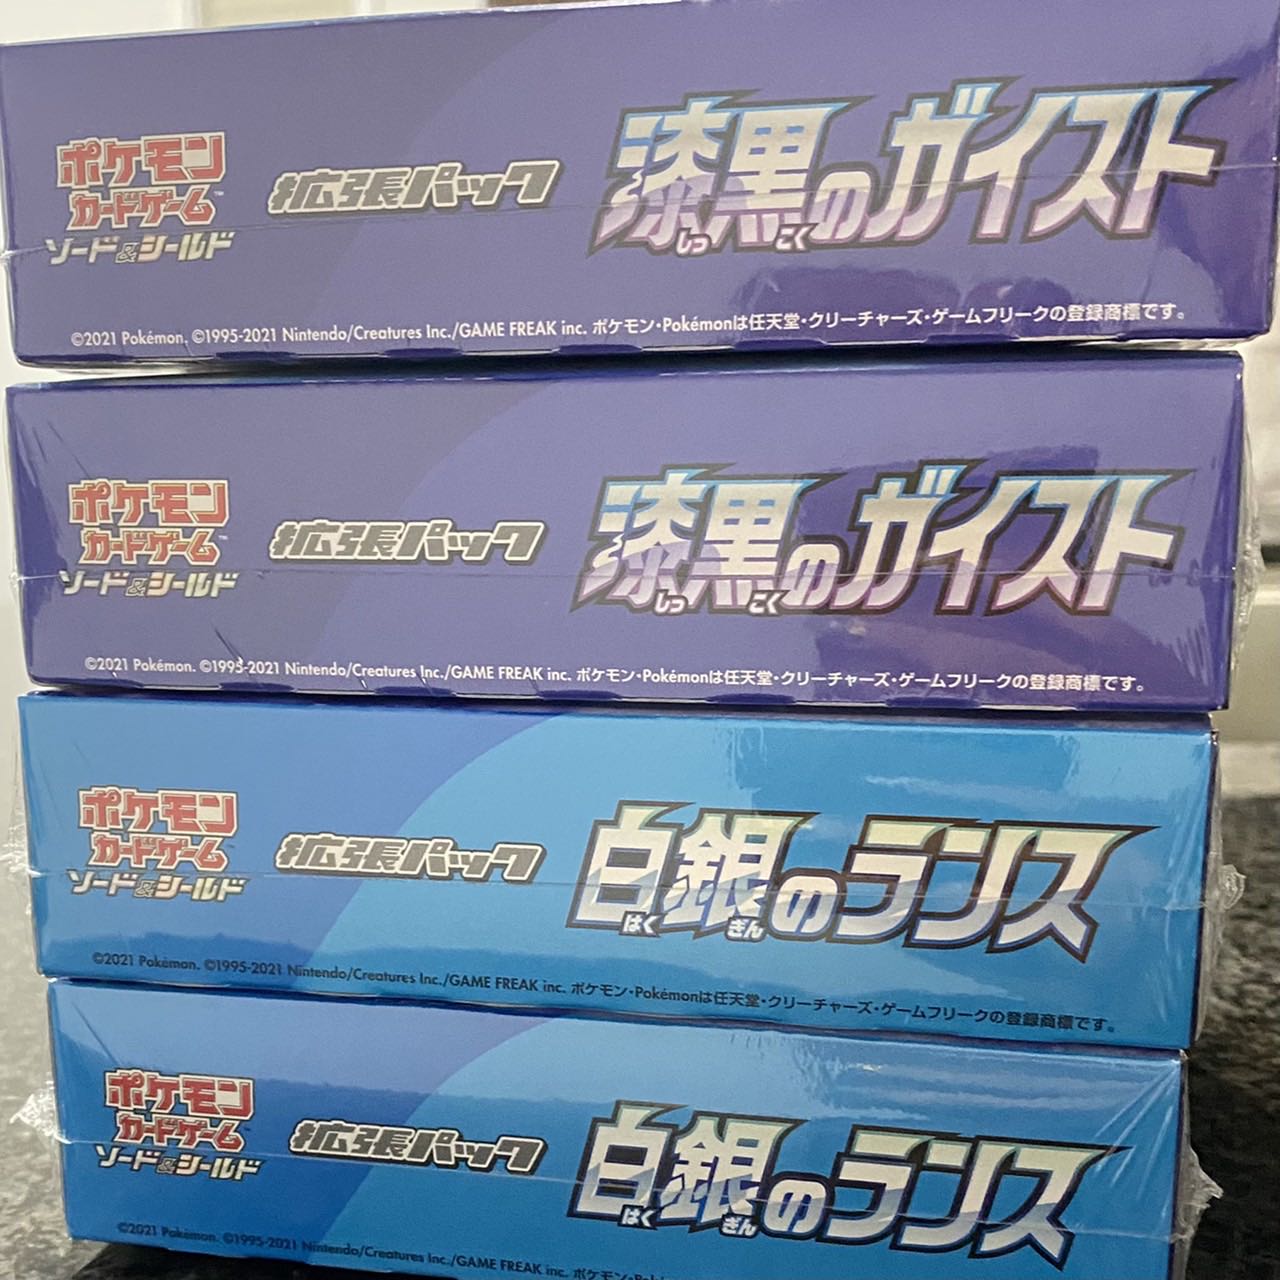 ポケモン
カードゲーム™
ソード&シールド
拡張パック
漆黒のガイスト
しっこく
©2021 Pokémon. ©1995-2021 Nintendo/Creatures Inc./GAME FREAK inc. ポケモン・Pokémonは任天堂・クリーチャーズ・ゲームフリークの登録商標です。
ポケモン
カードゲーム™
ソード&シールド
拡張パック
漆黒のガイスト
しっこく
©2021 Pokémon. ©1995-2021 Nintendo/Creatures Inc./GAME FREAK inc. ポケモン・Pokémonは任天堂・クリーチャーズ・ゲームフリークの登録商標です。
ポケモン
カードゲーム™
ソード&シールド
拡張パック
白銀のランス
はくぎん
©2021 Pokémon. ©1995-2021 Nintendo/Creatures Inc./GAME FREAK inc. ポケモン・Pokémonは任天堂・クリーチャーズ・ゲームフリークの登録商標です。
ポケモン
カードゲーム™
ソード&シールド
拡張パック
白銀のランス
はくぎん
©2021 Pokémon. ©1995-2021 Nintendo/Creatures Inc./GAME FREAK inc. ポケモン・Poké